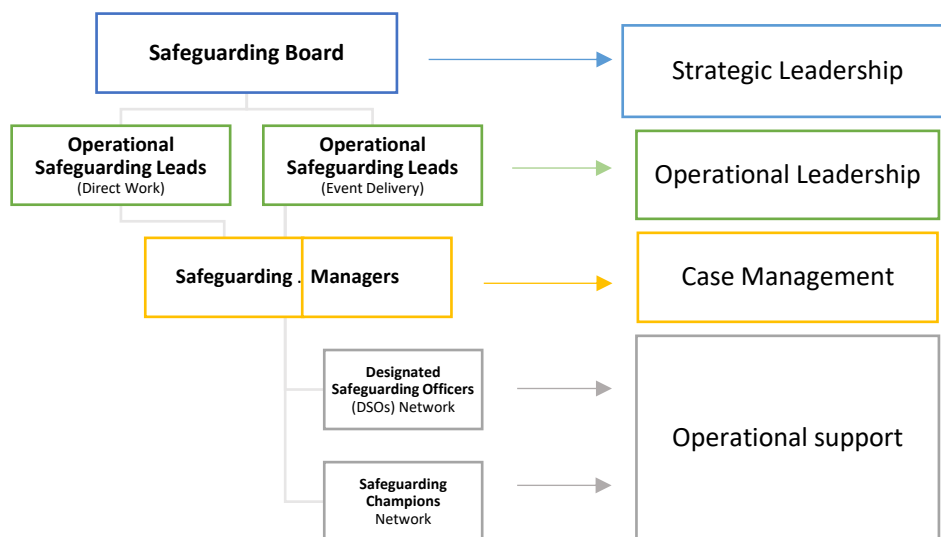 Safeguarding Board
Strategic Leadership
Operational
Safeguarding Leads
(Direct Work)
Operational
Safeguarding Leads
(Event Delivery)
Operational Leadership
Safeguarding . Managers
Case Management
Designated
Safeguarding Officers
(DSOs) Network
Operational support
Safeguarding
Champions
Network